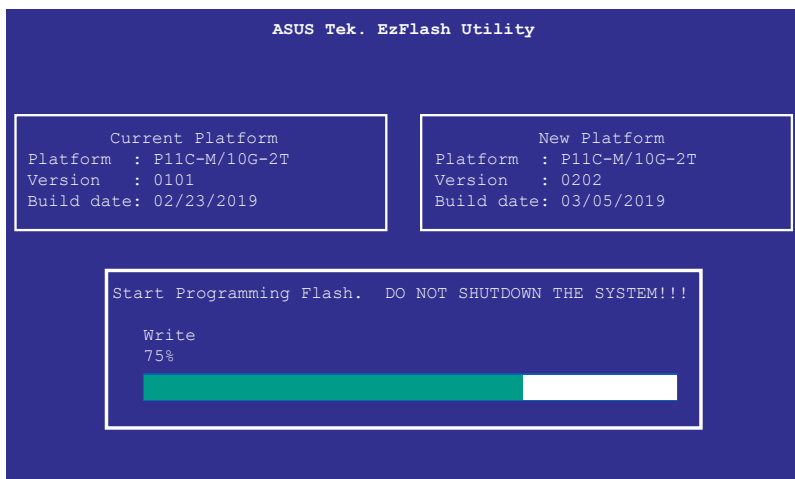 ASUS Tek. EzFlash Utility
Current Platform
Platform : P11C-M/10G-2T
Version : 0101
Build date: 02/23/2019
New Platform
Platform : P11C-M/10G-2T
Version : 0202
Build date: 03/05/2019
Start Programming Flash. DO NOT SHUTDOWN THE SYSTEM!!!
Write
75%